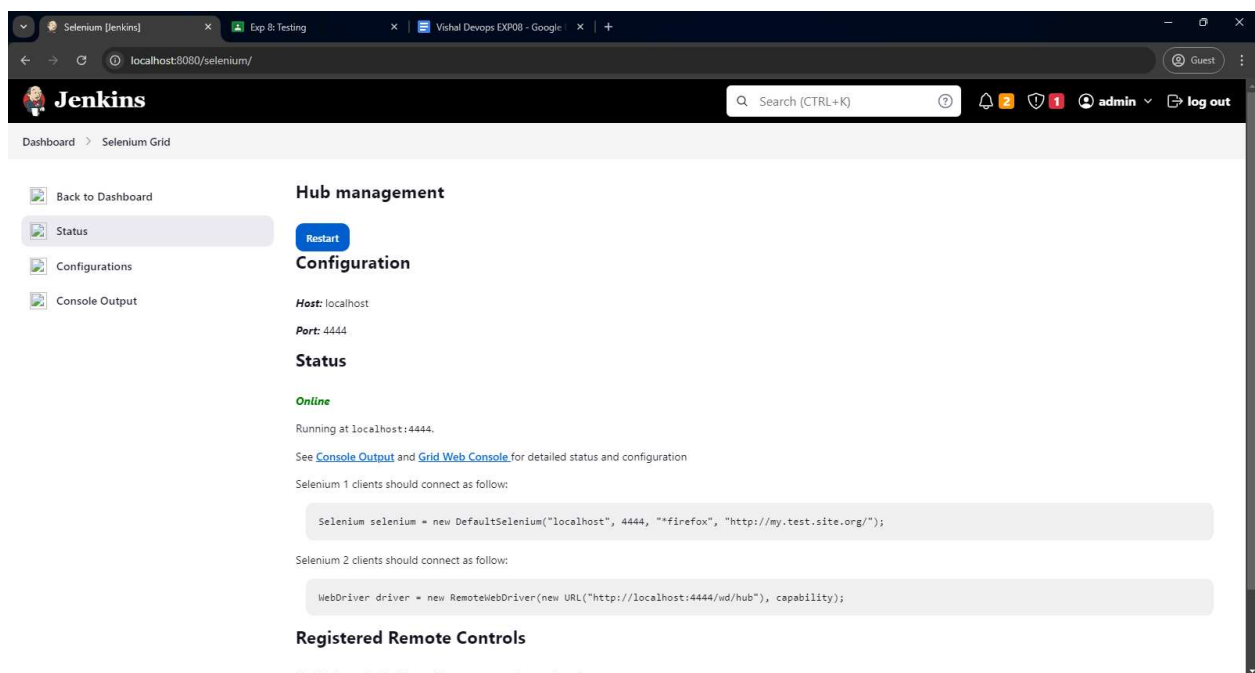 Selenium [Jenkins]
Exp 8: Testing
Vishal Devops EXP08 - Google
localhost:8080/selenium/
Guest
Jenkins
Search (CTRL+K)
2
1
admin
log out
Dashboard > Selenium Grid
Back to Dashboard
Status
Configurations
Console Output
Hub management
Restart
Configuration
Host: localhost
Port: 4444
Status
Online
Running at localhost:4444.
See Console Output and Grid Web Console for detailed status and configuration
Selenium 1 clients should connect as follow:
Selenium selenium = new DefaultSelenium("localhost", 4444, "*firefox", "http://my.test.site.org/");
Selenium 2 clients should connect as follow:
WebDriver driver = new RemoteWebDriver(new URL("http://localhost:4444/wd/hub"), capability);
Registered Remote Controls